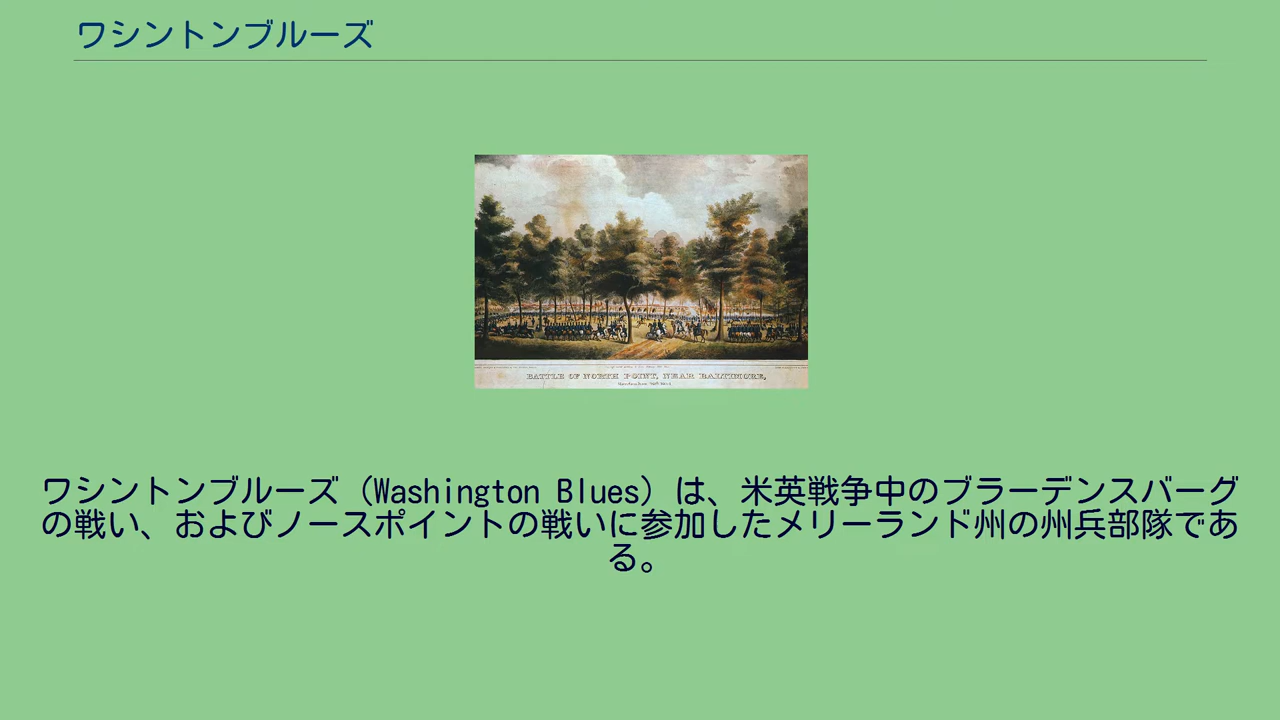 ワシントンブルーズ
BATTLE OF NORTH POINT, NEAR BALTIMORE,
ワシントンブルーズ（Washington Blues）は、米英戦争中のブラーデンスバーグ
の戦い、およびノースポイントの戦いに参加したメリーランド州の州兵部隊であ
る。